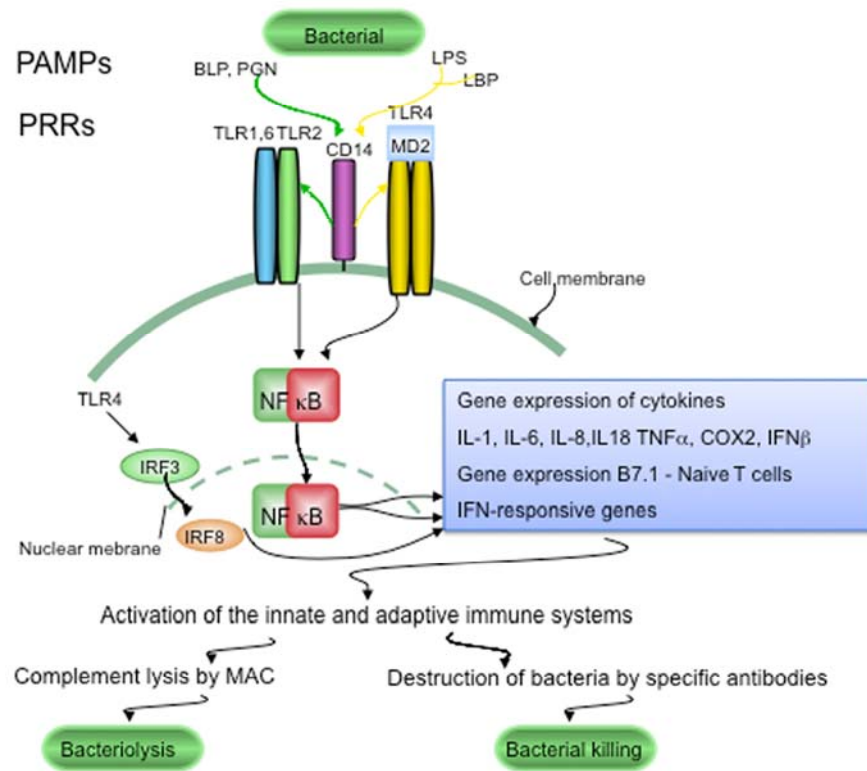 Bacterial
PAMPs
BLP, PGN
LPS
LBP
PRRs
TLR4
TLR1,6 TLR2
CD14
MD2
Cell membrane
TLR4
NF κB
IRF3
NF κB
IRF8
Nuclear mebrane
Gene expression of cytokines
IL-1, IL-6, IL-8,IL18 TNFα, COX2, IFNβ
Gene expression B7.1 - Naive T cells
IFN-responsive genes
Activation of the innate and adaptive immune systems
Complement lysis by MAC
Destruction of bacteria by specific antibodies
Bacteriolysis
Bacterial killing